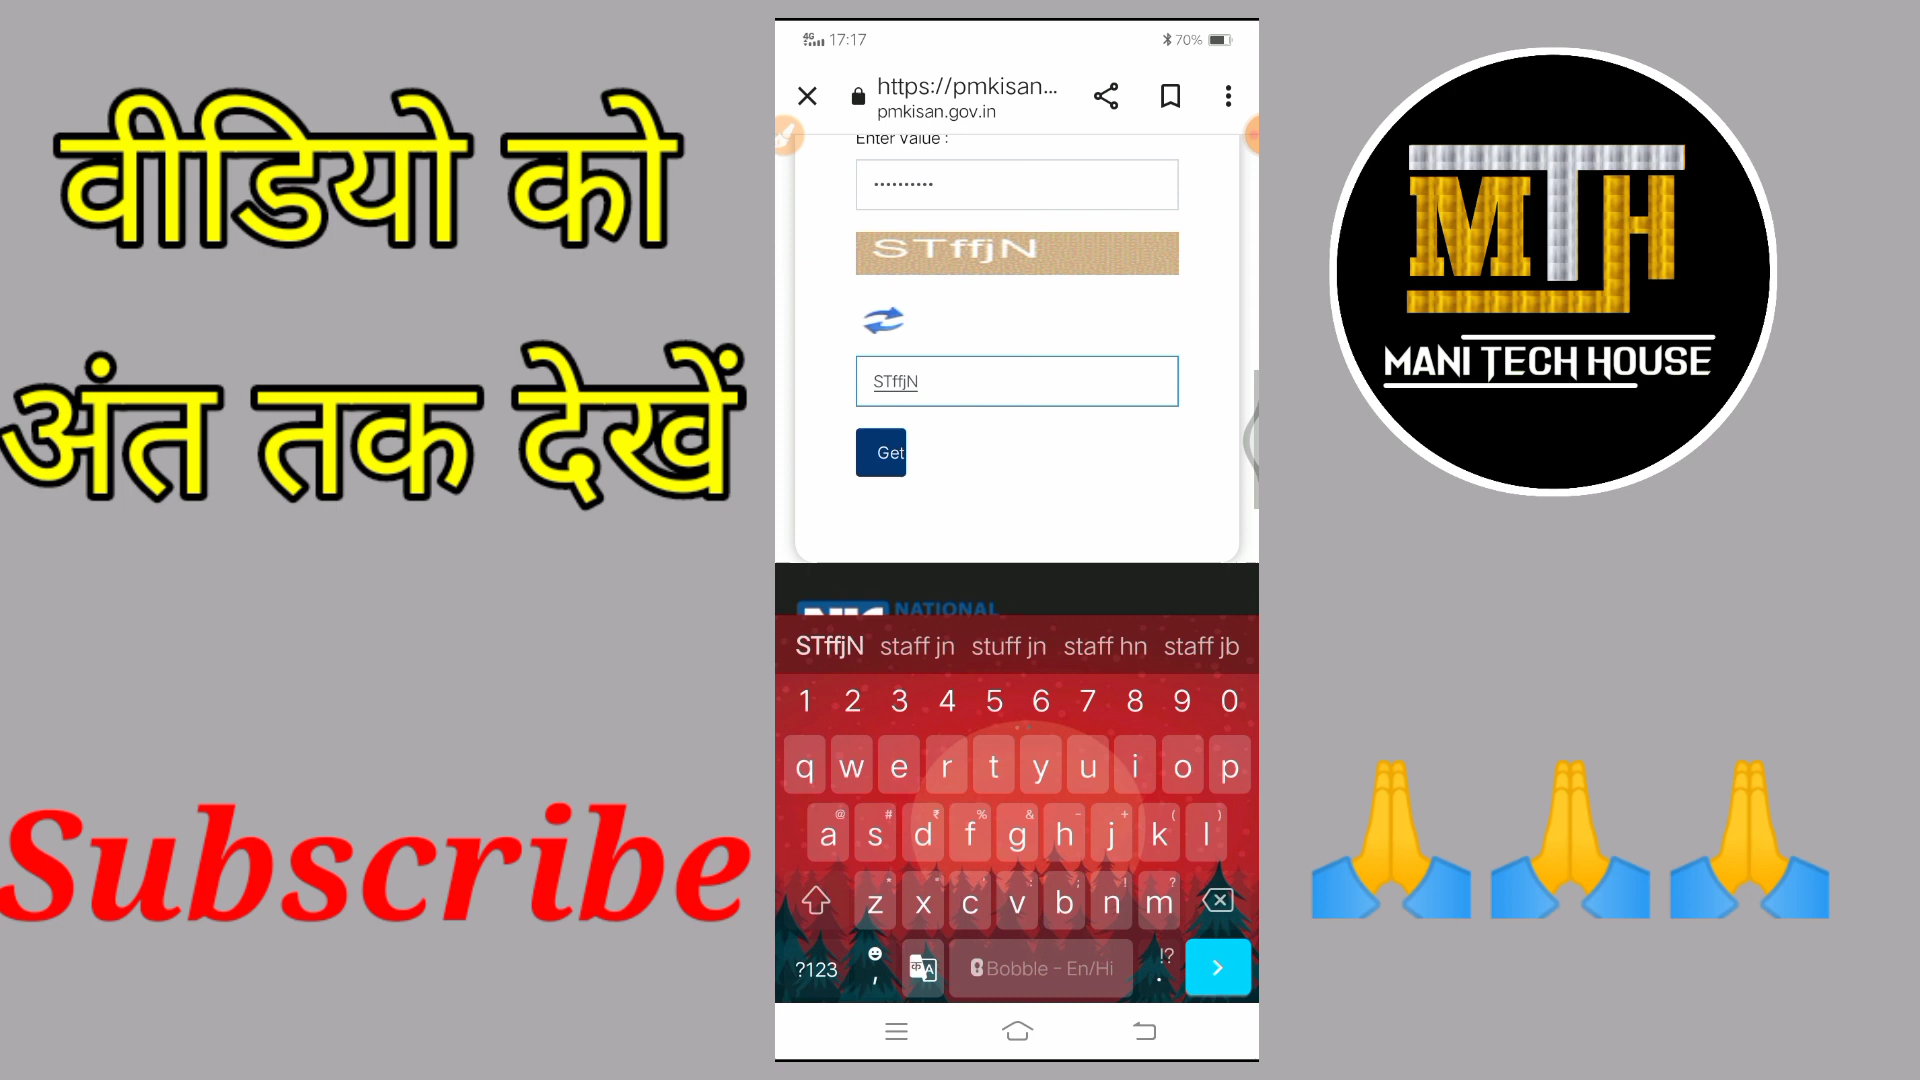 वीडियो को
अंत तक देखें
Subscribe
4G 17:17
70%
https://pmkisan...
pmkisan.gov.in
Enter Value :
••••••••••
STffjN
STffjN
Get
NATIONAL
STffjN staff jn stuff jn staff hn staff jb
1 2 3 4 5 6 7 8 9 0
q w e r t y u i o p
@ # ₹ % & - + ( )
a s d f g h j k l
* " ' : ; ! ?
z x c v b n m
?123 , क A Bobble - En/Hi !? .
MTH
MANI TECH HOUSE